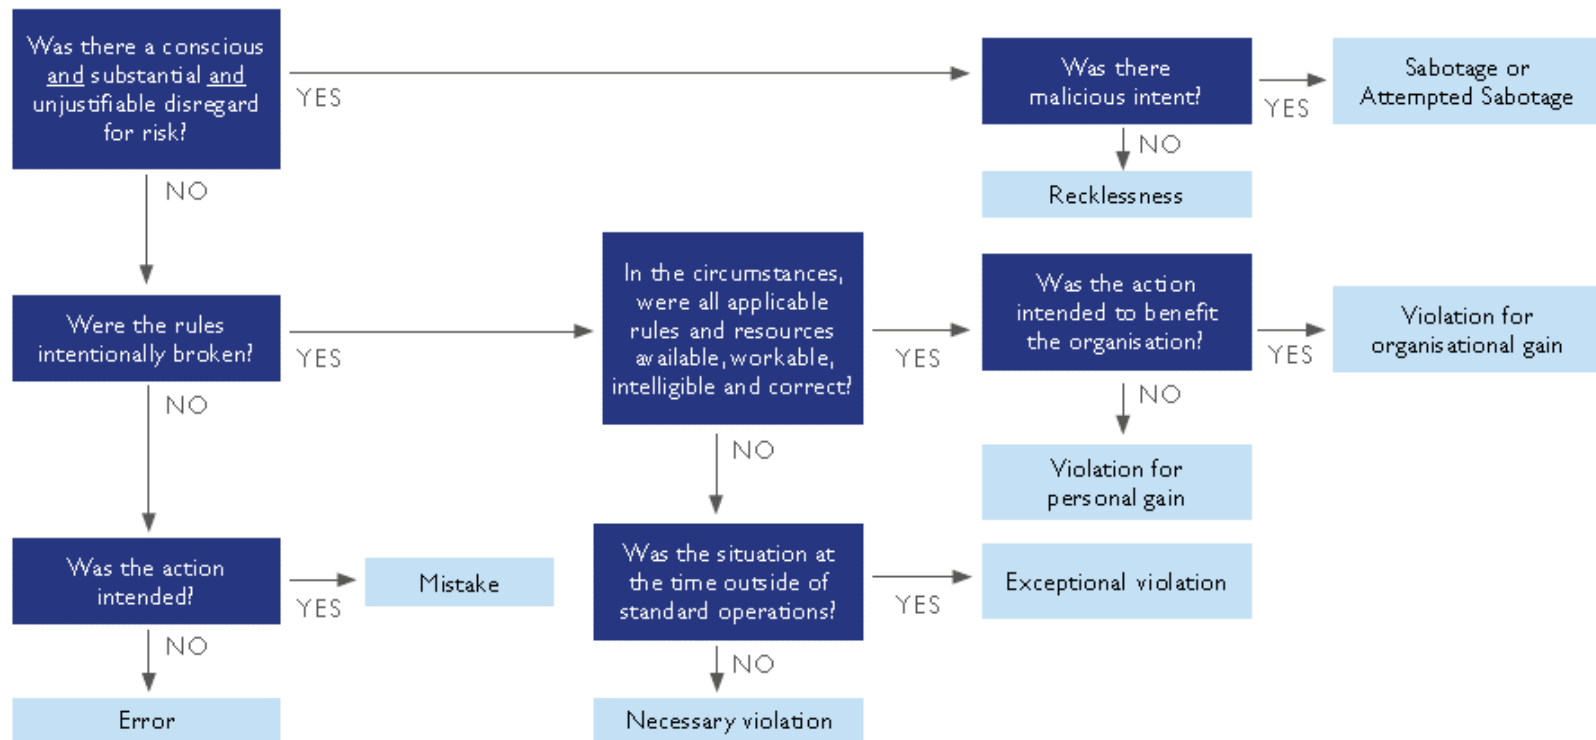 Was there a conscious
and substantial and
unjustifiable disregard
for risk?
YES
Was there
malicious intent?
YES
Sabotage or
Attempted Sabotage
NO
NO
Recklessness
Were the rules
intentionally broken?
YES
In the circumstances,
were all applicable
rules and resources
available, workable,
intelligible and correct?
YES
Was the action
intended to benefit
the organisation?
YES
Violation for
organisational gain
NO
NO
NO
Violation for
personal gain
Was the action
intended?
YES
Mistake
Was the situation at
the time outside of
standard operations?
YES
Exceptional violation
NO
NO
Error
Necessary violation